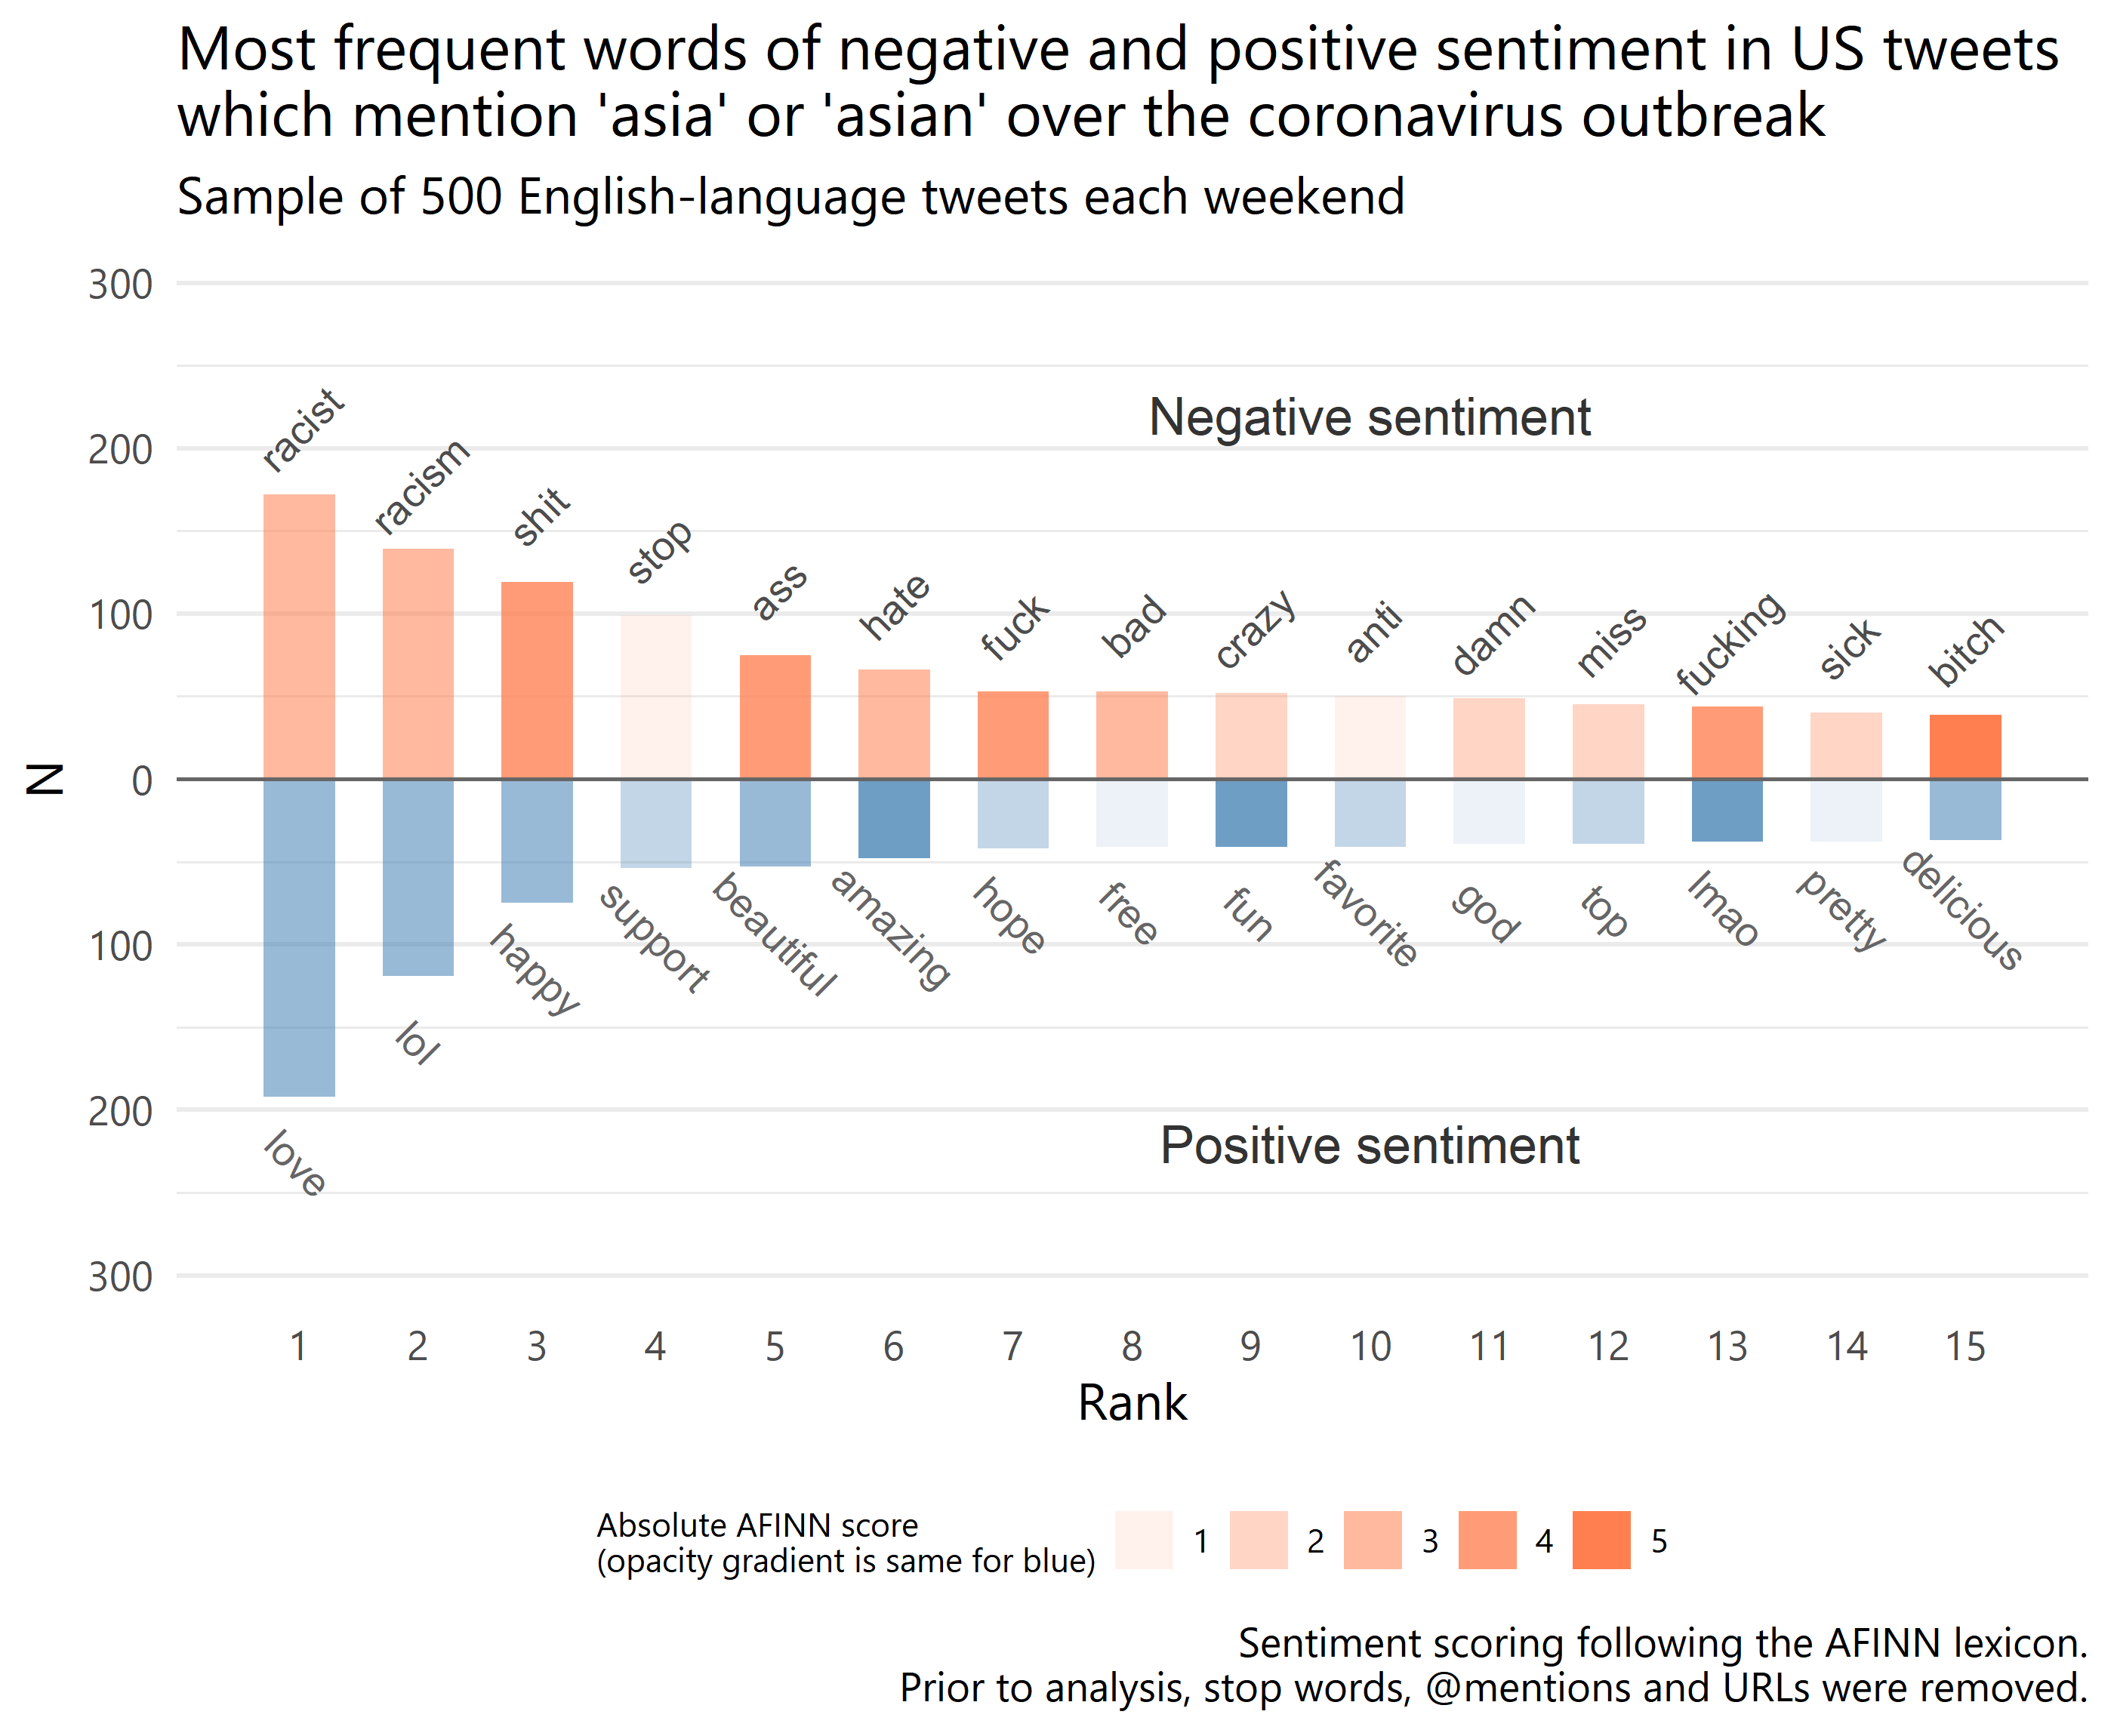 Most frequent words of negative and positive sentiment in US tweets
which mention 'asia' or 'asian' over the coronavirus outbreak
Sample of 500 English-language tweets each weekend
300
200
100
0
100
200
300
N
Negative sentiment
racist
racism
shit
stop
ass
hate
fuck
bad
crazy
anti
damn
miss
fucking
sick
bitch
love
lol
happy
support
beautiful
amazing
hope
free
fun
favorite
god
top
lmao
pretty
delicious
Positive sentiment
1 2 3 4 5 6 7 8 9 10 11 12 13 14 15
Rank
Absolute AFINN score
(opacity gradient is same for blue)
1 2 3 4 5
Sentiment scoring following the AFINN lexicon.
Prior to analysis, stop words, @mentions and URLs were removed.